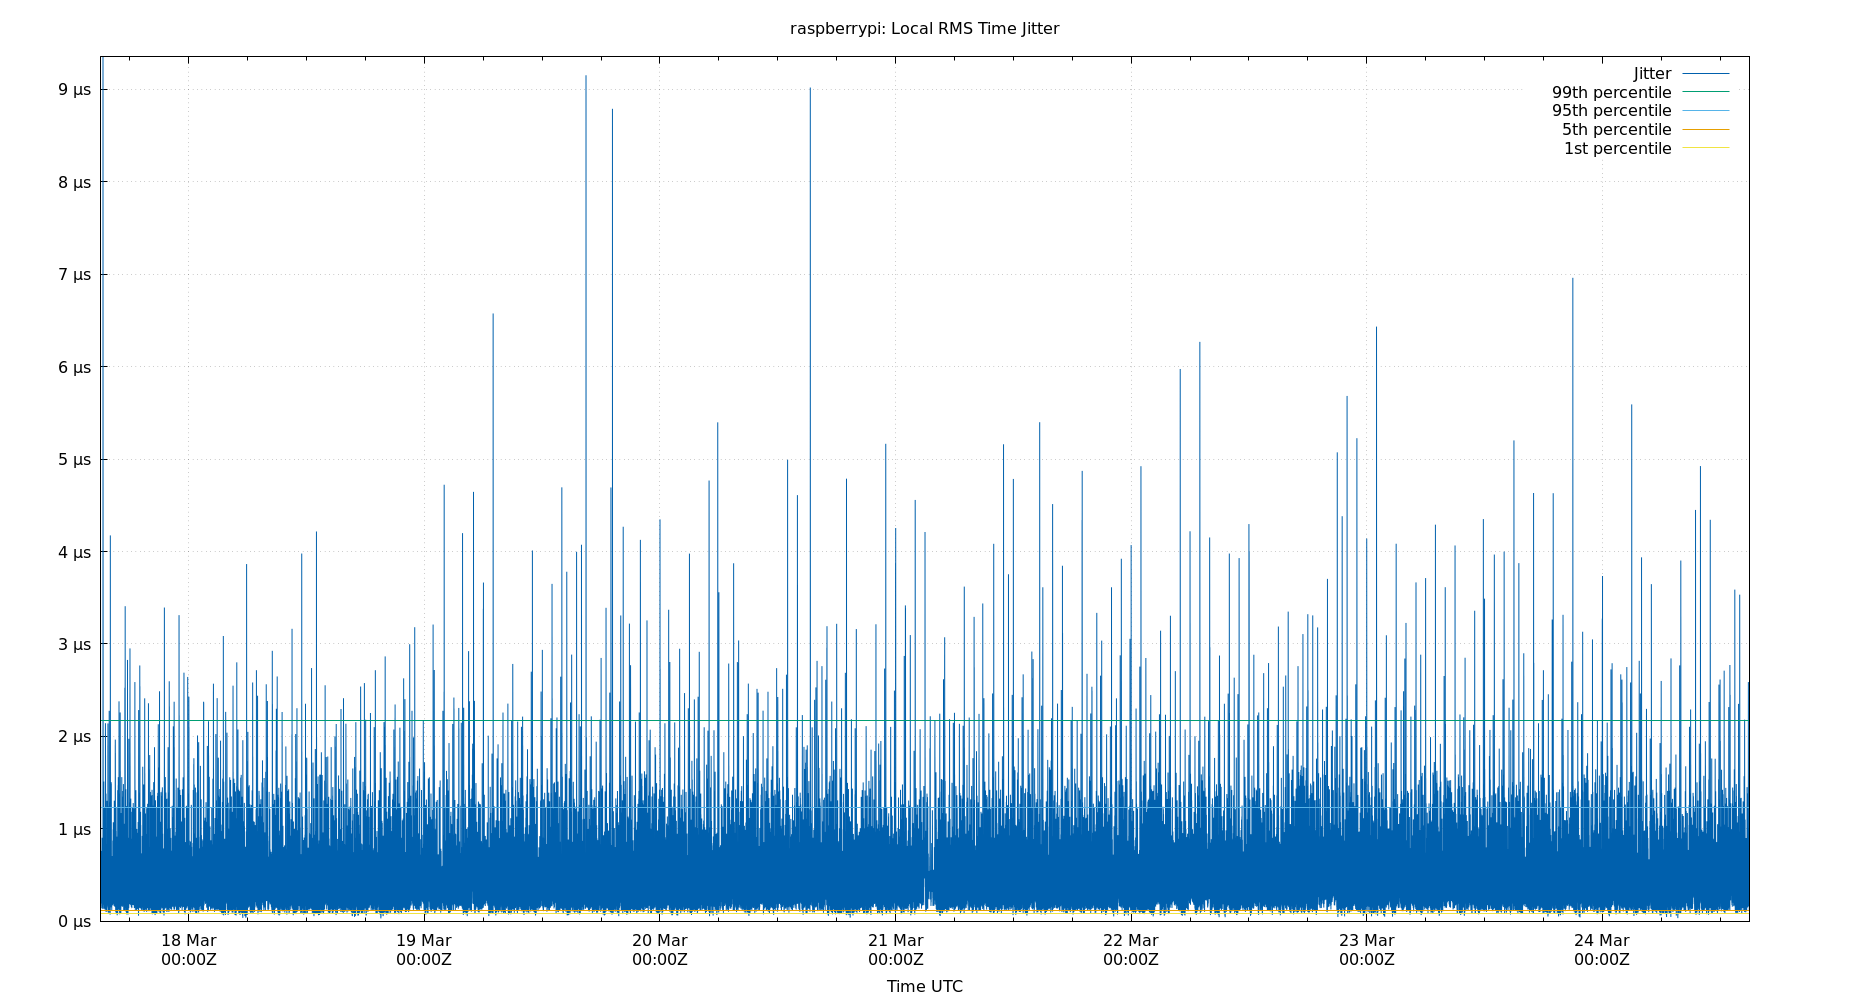 raspberrypi: Local RMS Time Jitter
Jitter
99th percentile
95th percentile
5th percentile
1st percentile
9 µs
8 µs
7 µs
6 µs
5 µs
4 µs
3 µs
2 µs
1 µs
0 µs
18 Mar 19 Mar 20 Mar 21 Mar 22 Mar 23 Mar 24 Mar
00:00Z 00:00Z 00:00Z 00:00Z 00:00Z 00:00Z 00:00Z
Time UTC